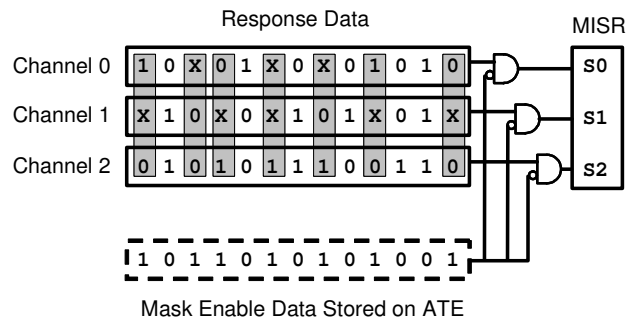 Response Data
MISR
Channel 0 1 0 X 0 1 X 0 X 0 1 0 1 0 S0
Channel 1 X 1 0 X 0 X 1 0 1 X 0 1 X S1
Channel 2 0 1 0 1 0 1 1 1 0 0 1 1 0 S2
1 0 1 1 0 1 0 1 0 1 0 0 1
Mask Enable Data Stored on ATE